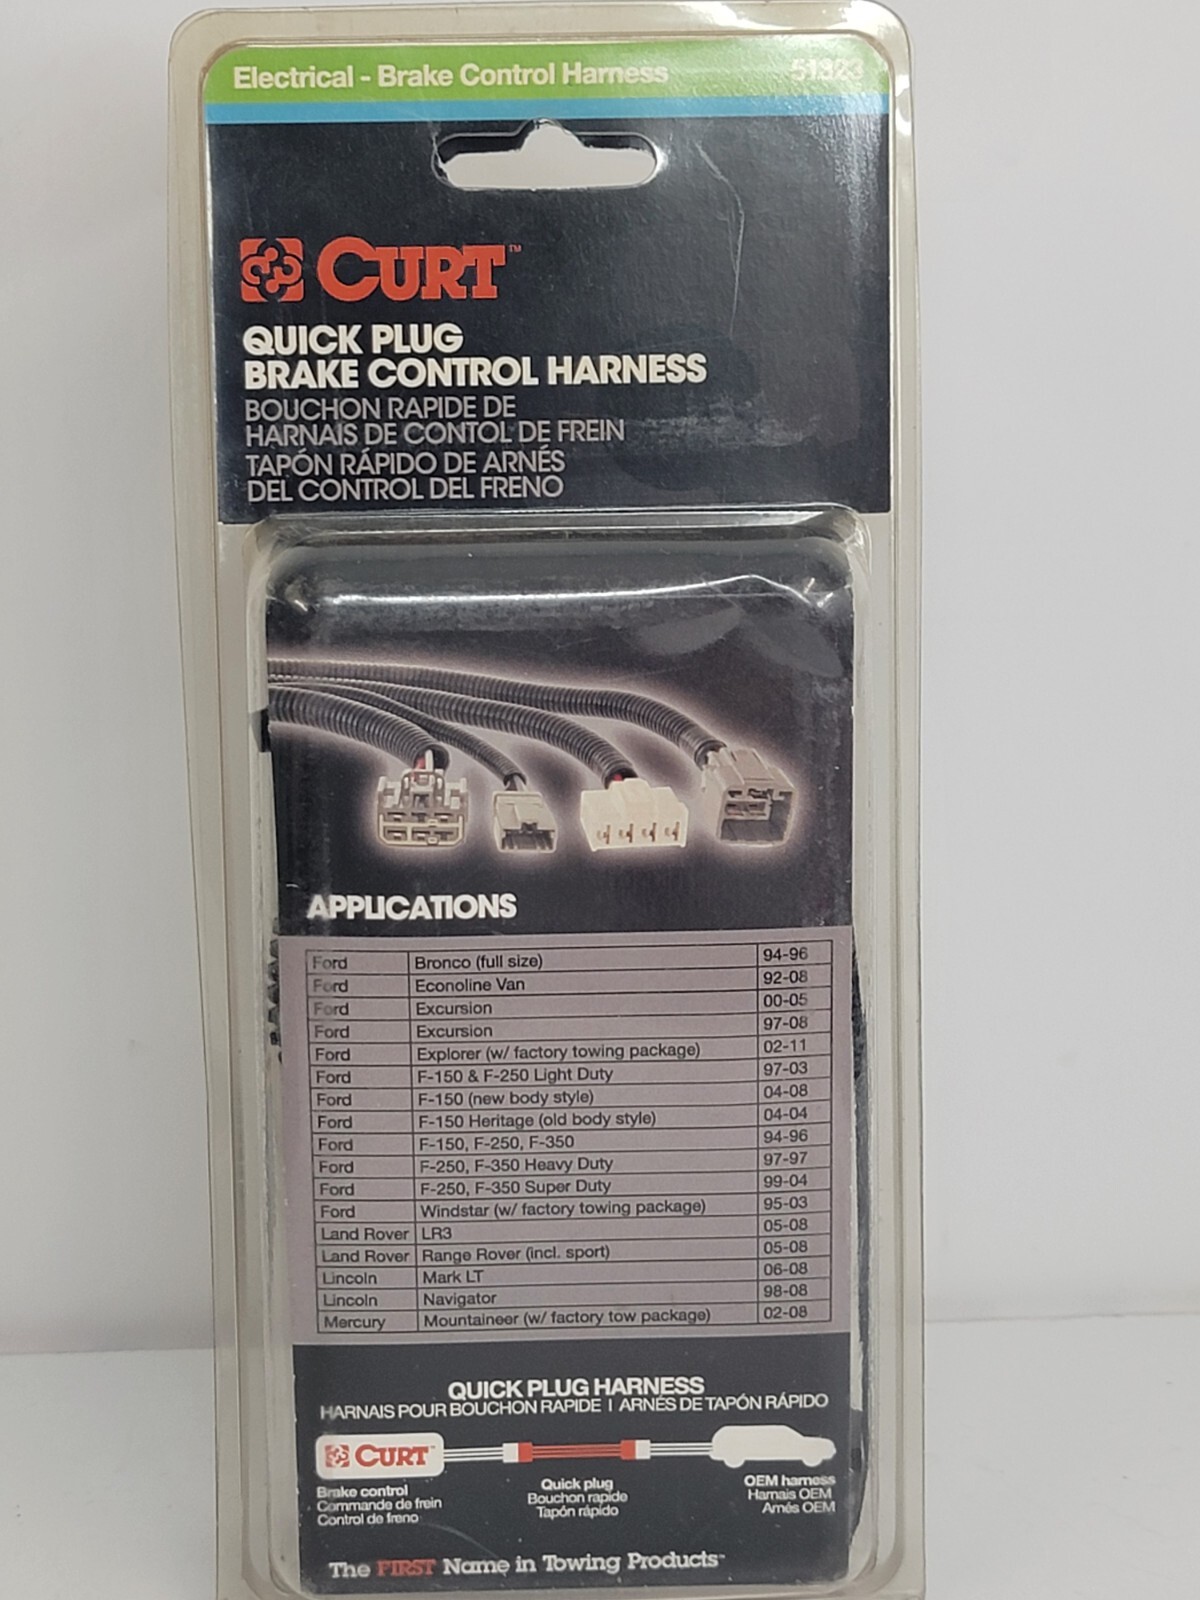 Electrical - Brake Control Harness 51323
CURT™
QUICK PLUG
BRAKE CONTROL HARNESS
BOUCHON RAPIDE DE
HARNAIS DE CONTOL DE FREIN
TAPÓN RÁPIDO DE ARNÉS
DEL CONTROL DEL FRENO
APPLICATIONS
Ford Bronco (full size) 94-96
Ford Econoline Van 92-08
Ford Excursion 00-05
Ford Excursion 97-08
Ford Explorer (w/ factory towing package) 02-11
Ford F-150 & F-250 Light Duty 97-03
Ford F-150 (new body style) 04-08
Ford F-150 Heritage (old body style) 04-04
Ford F-150, F-250, F-350 94-96
Ford F-250, F-350 Heavy Duty 97-97
Ford F-250, F-350 Super Duty 99-04
Ford Windstar (w/ factory towing package) 95-03
Land Rover LR3 05-08
Land Rover Range Rover (incl. sport) 05-08
Lincoln Mark LT 06-08
Lincoln Navigator 98-08
Mercury Mountaineer (w/ factory tow package) 02-08
QUICK PLUG HARNESS
HARNAIS POUR BOUCHON RAPIDE | ARNÉS DE TAPÓN RÁPIDO
CURT™
Brake control
Commande de frein
Control de freno
Quick plug
Bouchon rapide
Tapón rápido
OEM harness
Harnais OEM
Arnés OEM
The FIRST Name in Towing Products™